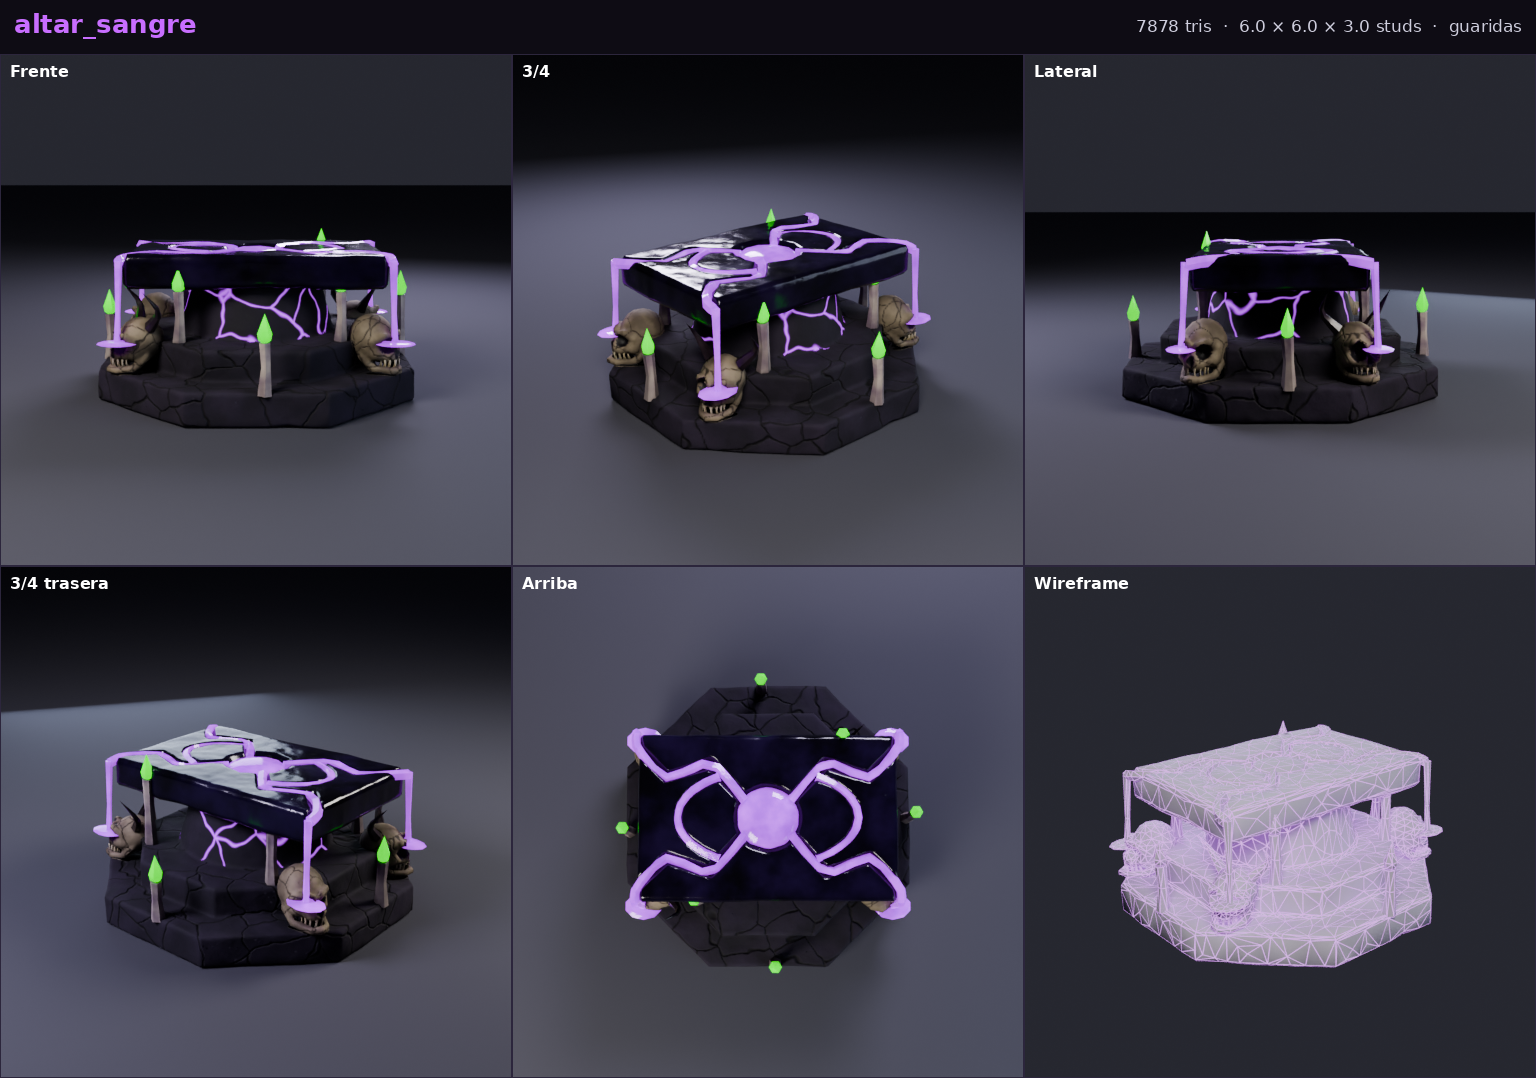 altar_sangre
7878 tris · 6.0 × 6.0 × 3.0 studs · guaridas
Frente
3/4
Lateral
3/4 trasera
Arriba
Wireframe